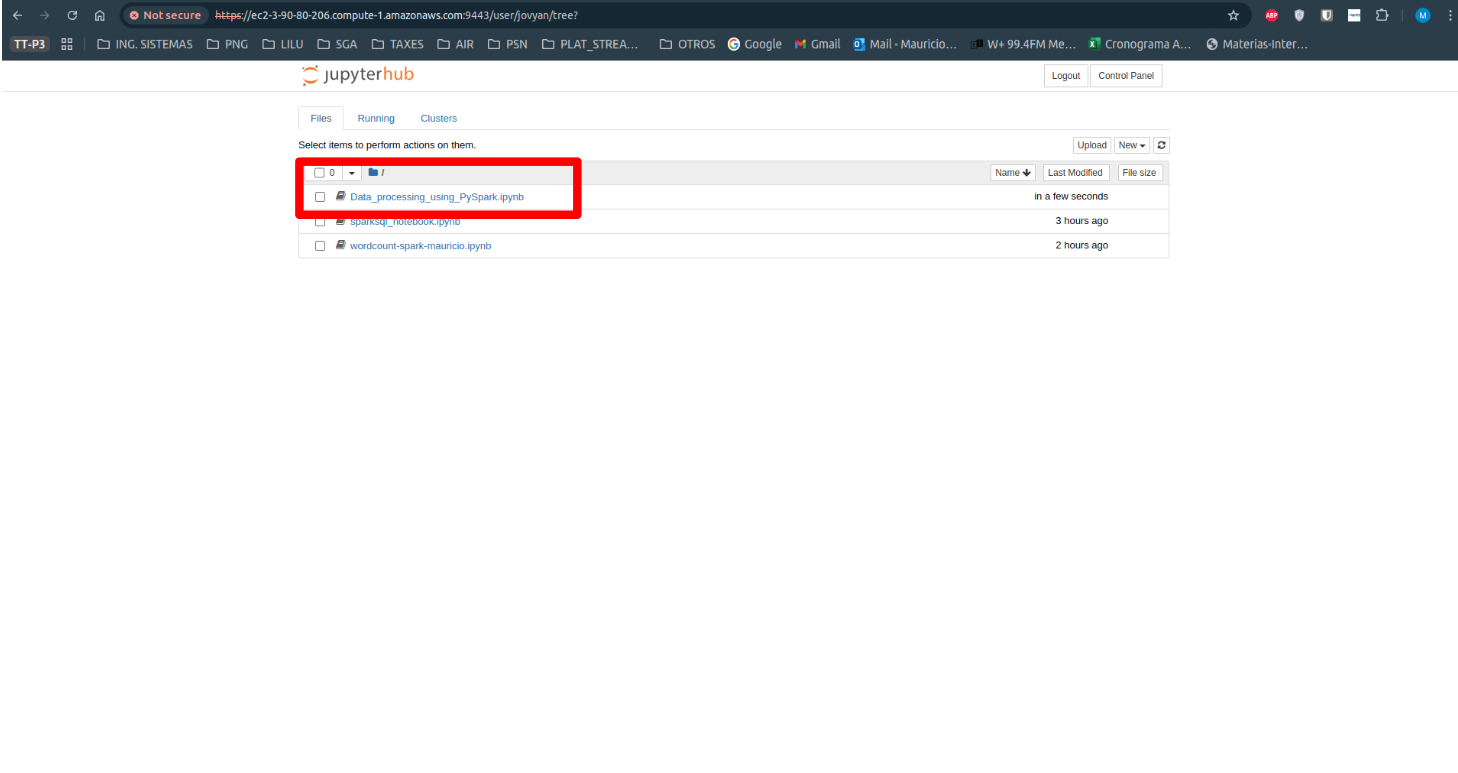 Not secure https://ec2-3-90-80-206.compute-1.amazonaws.com:9443/user/jovyan/tree? ABP M
TT-P3 ING. SISTEMAS PNG LILU SGA TAXES AIR PSN PLAT_STREA... OTROS Google Gmail Mail - Mauricio... W+ 99.4FM Me... Cronograma A... Materias-Inter...
jupyterhub Logout Control Panel
Files Running Clusters
Select items to perform actions on them. Upload New
0 / Name Last Modified File size
Data_processing_using_PySpark.ipynb in a few seconds
sparksql_notebook.ipynb 3 hours ago
wordcount-spark-mauricio.ipynb 2 hours ago